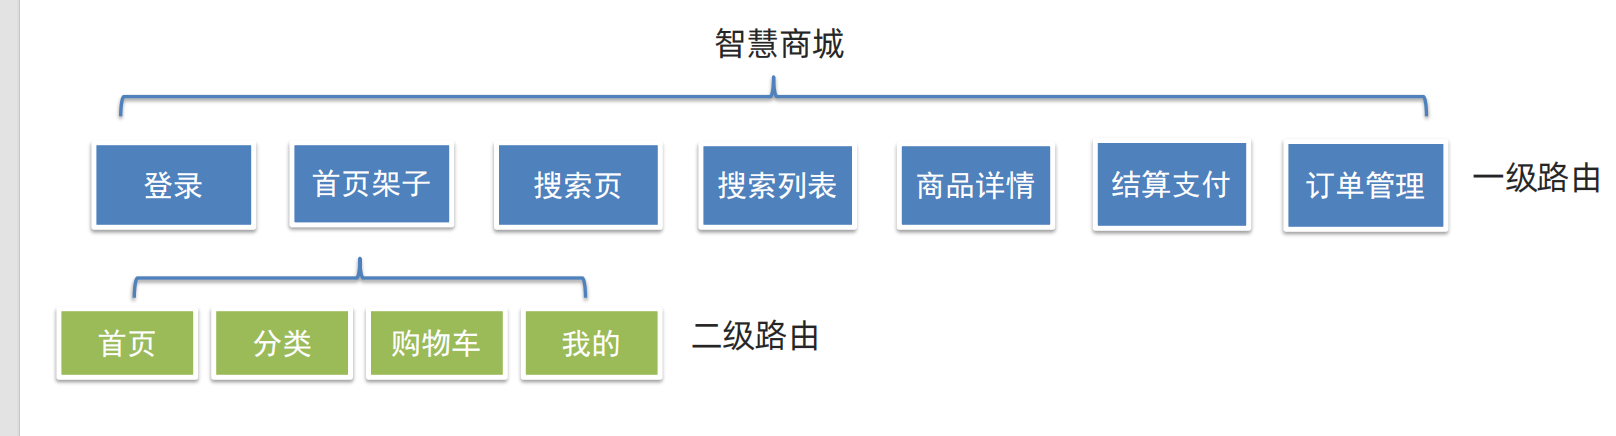 智慧商城
登录
首页架子
搜索页
搜索列表
商品详情
结算支付
订单管理
一级路由
首页
分类
购物车
我的
二级路由